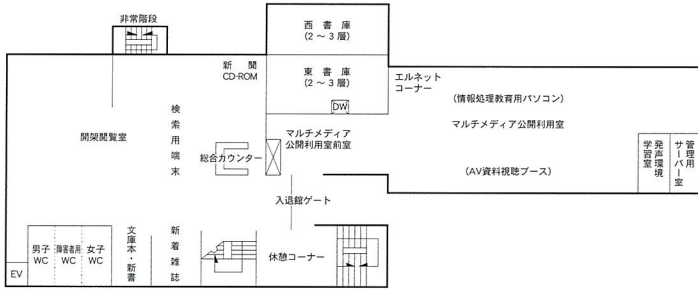 非常階段
西書庫
（2～3層）
新聞
CD-ROM
東書庫
（2～3層）
エルネット
コーナー
DW
（情報処理教育用パソコン）
マルチメディア公開利用室
検索用端末
開架閲覧室
総合カウンター
マルチメディア
公開利用室前室
（AV資料視聴ブース）
発声環境
学習室
管理用
サーバー室
入退館ゲート
男子
WC
障害者用
WC
女子
WC
文庫本・新書
新着雑誌
休憩コーナー
EV